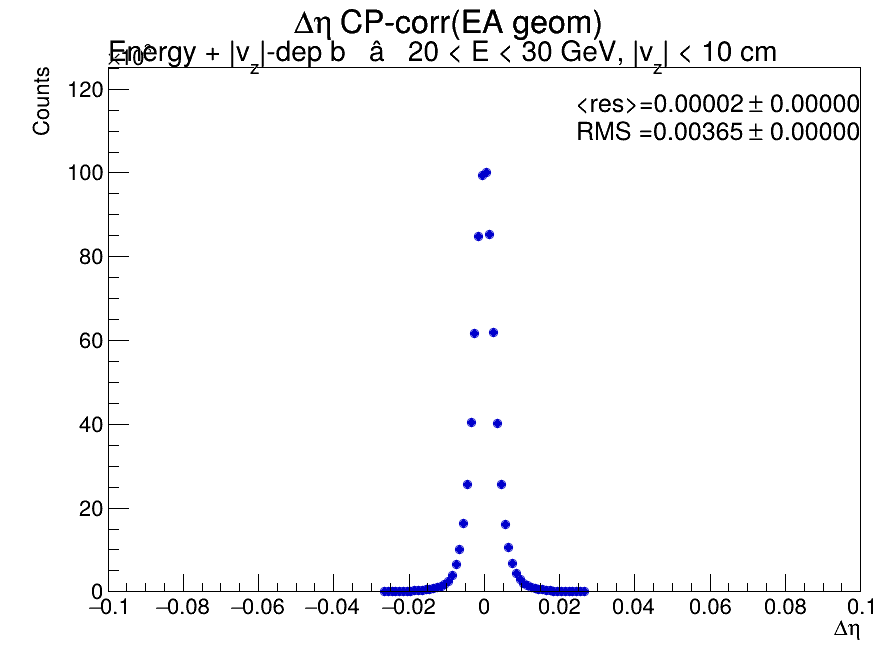 Δη CP-corr(EA geom)
Energy + |v_z|-dep b â 20 < E < 30 GeV, |v_z| < 10 cm
Counts
<res>=0.00002 ± 0.00000
RMS =0.00365 ± 0.00000
120
100
80
60
40
20
0
−0.1 −0.08 −0.06 −0.04 −0.02 0 0.02 0.04 0.06 0.08 0.1
Δη